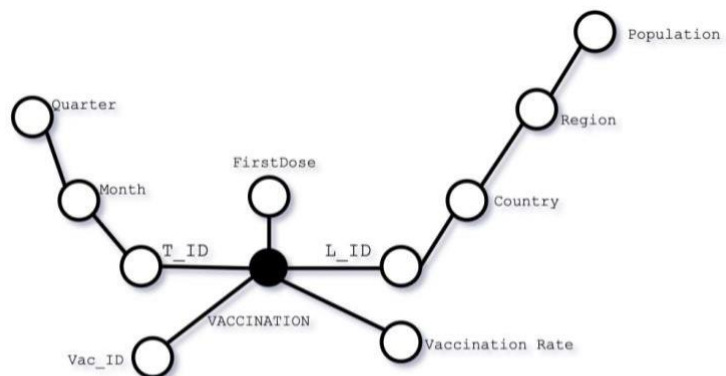 Population
Quarter
Region
FirstDose
Month
Country
T_ID
L_ID
VACCINATION
Vaccination Rate
Vac_ID